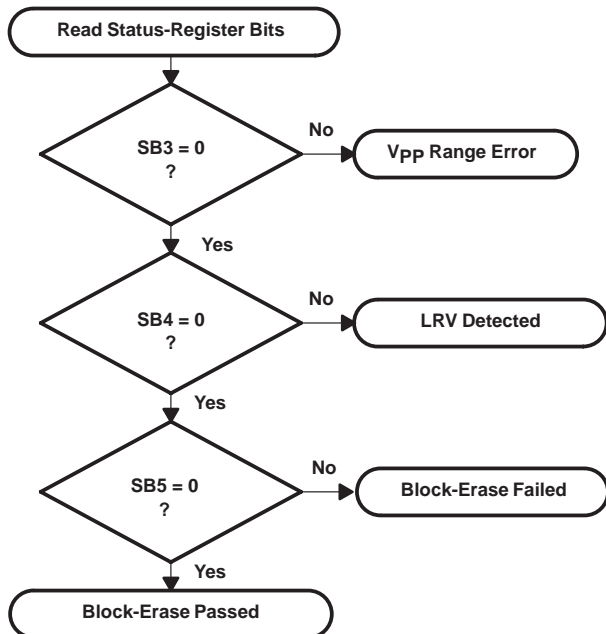 Read Status-Register Bits
SB3 = 0
?
No
VPP Range Error
Yes
SB4 = 0
?
No
LRV Detected
Yes
SB5 = 0
?
No
Block-Erase Failed
Yes
Block-Erase Passed